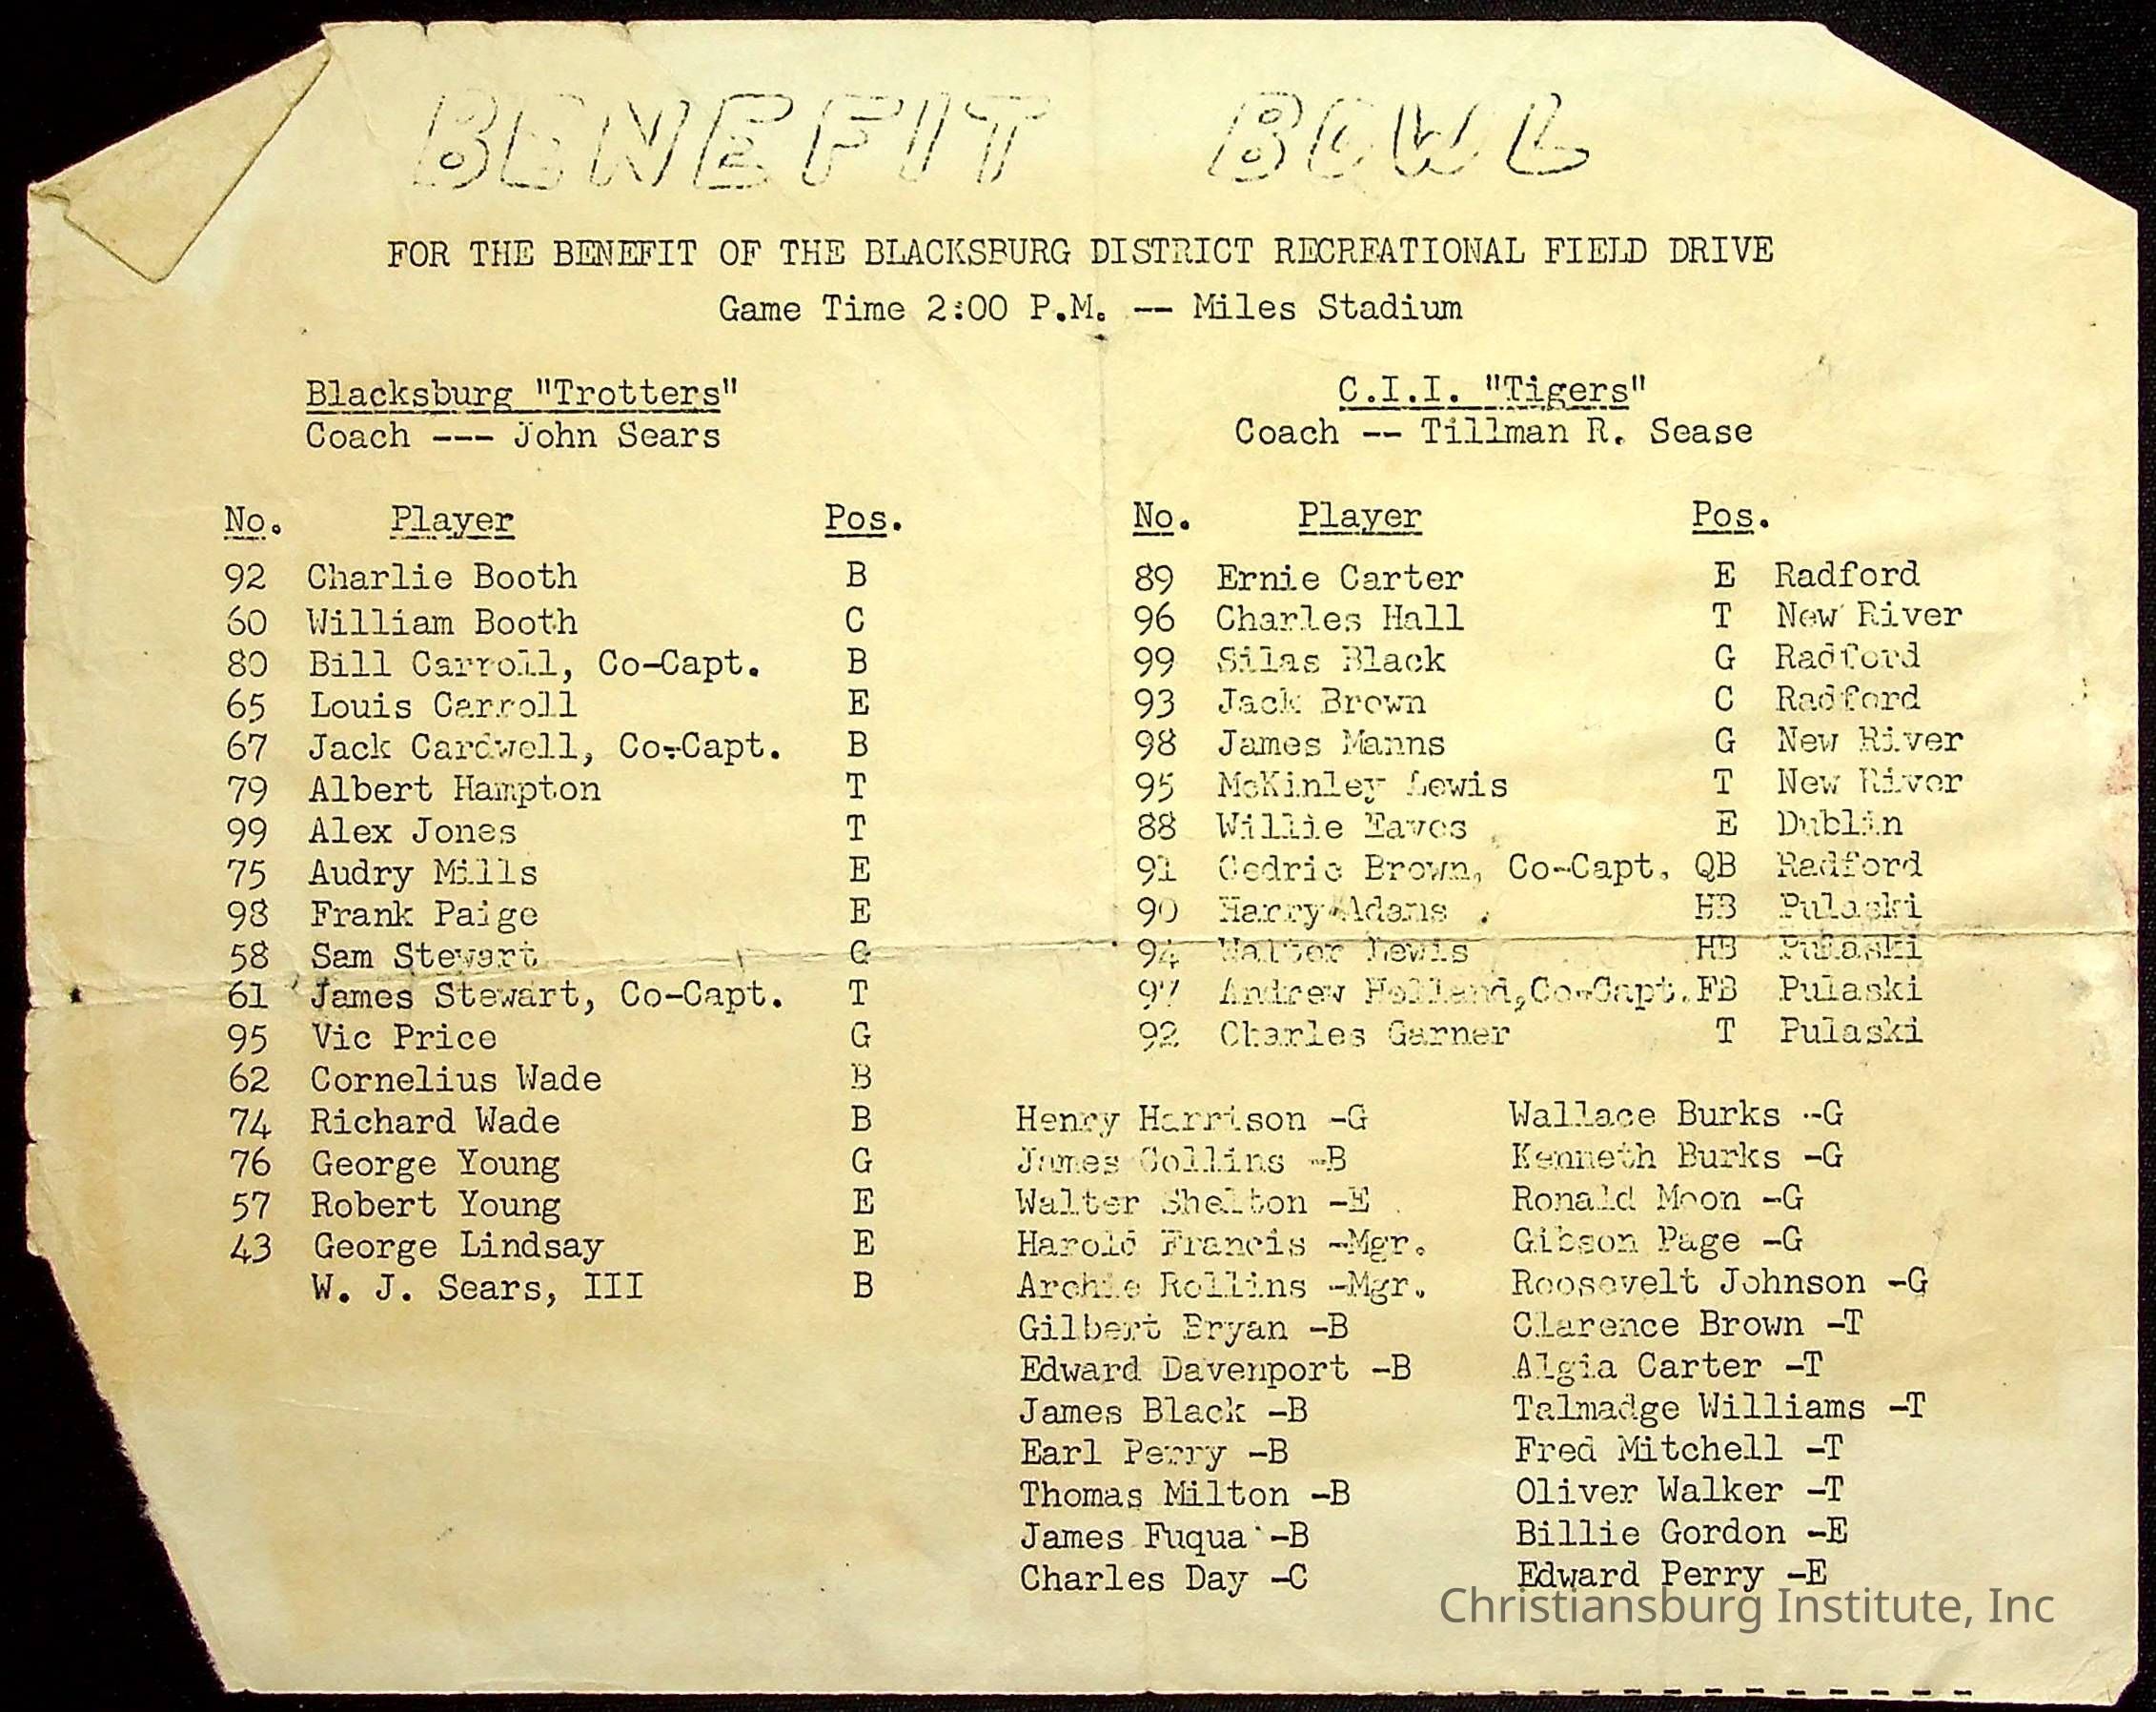 BENEFIT BOWL
FOR THE BENEFIT OF THE BLACKSBURG DISTRICT RECREATIONAL FIELD DRIVE
Game Time 2:00 P.M. -- Miles Stadium
Blacksburg "Trotters"
Coach --- John Sears
No. Player Pos.
92 Charlie Booth B
60 William Booth C
80 Bill Carroll, Co-Capt. B
65 Louis Carroll E
67 Jack Cardwell, Co-Capt. B
79 Albert Hampton T
99 Alex Jones T
75 Audry Mills E
98 Frank Paige E
58 Sam Stewart G
61 James Stewart, Co-Capt. T
95 Vic Price G
62 Cornelius Wade B
74 Richard Wade B
76 George Young G
57 Robert Young E
43 George Lindsay E
W. J. Sears, III B
C.I.I. "Tigers"
Coach -- Tillman R. Sease
No. Player Pos.
89 Ernie Carter E Radford
96 Charles Hall T New River
99 Silas Black G Radford
93 Jack Brown C Radford
98 James Manns G New River
95 McKinley Lewis T New River
88 Willie Eaves E Dublin
91 Cedric Brown, Co-Capt. QB Radford
90 Harry Adams HB Pulaski
94 Walter Lewis HB Pulaski
97 Andrew Holland,Co-Capt. FB Pulaski
92 Charles Garner T Pulaski
Henry Harrison -G
James Collins -B
Walter Shelton -E
Harold Francis -Mgr.
Archie Rollins -Mgr.
Gilbert Bryan -B
Edward Davenport -B
James Black -B
Earl Perry -B
Thomas Milton -B
James Fuqua -B
Charles Day -C
Wallace Burks -G
Kenneth Burks -G
Ronald Moon -G
Gibson Page -G
Roosevelt Johnson -G
Clarence Brown -T
Algia Carter -T
Talmadge Williams -T
Fred Mitchell -T
Oliver Walker -T
Billie Gordon -E
Edward Perry -E
Christiansburg Institute, Inc